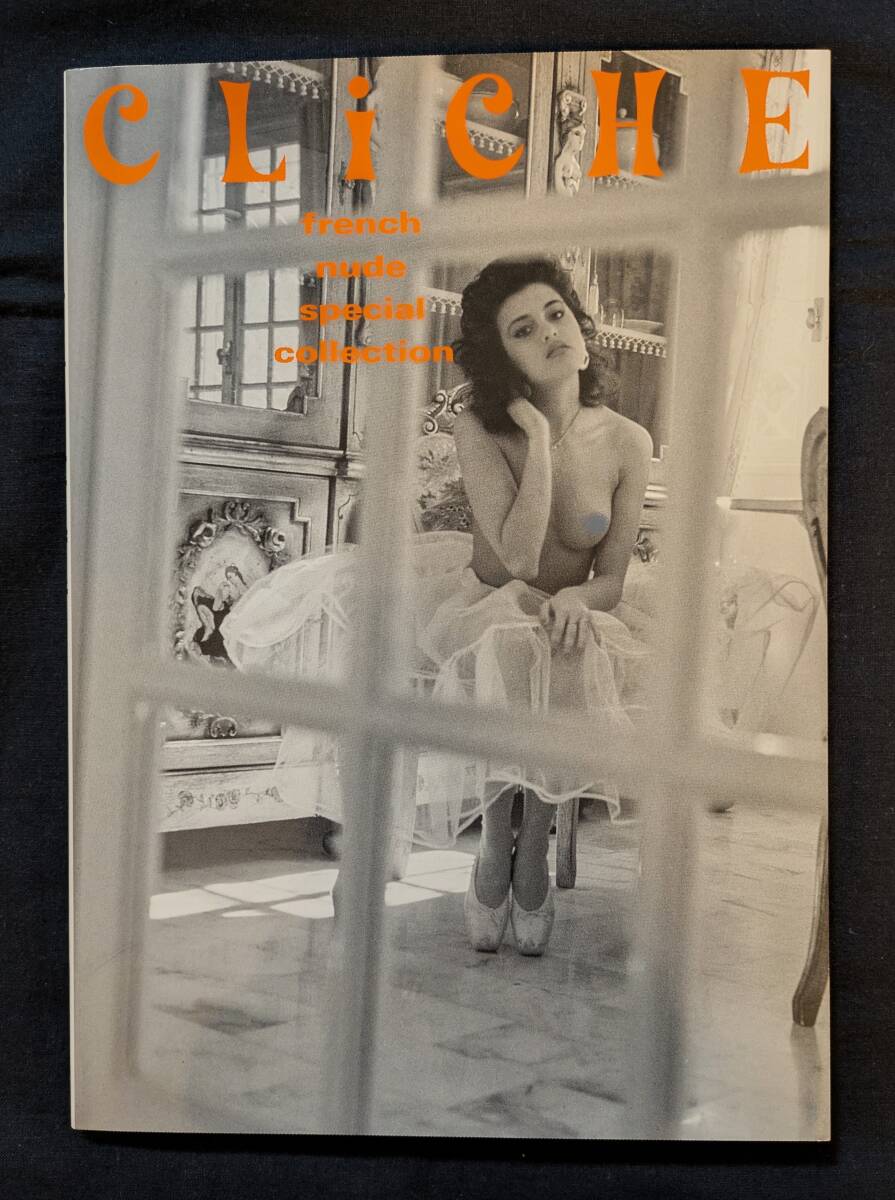 CLiCHE
french
nude
special
collection